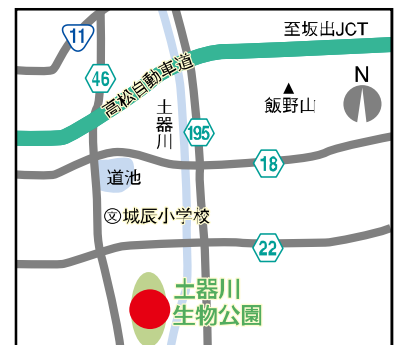 至坂出JCT
11
46
高松自動車道
N
飯野山
土器川
195
18
道池
文城辰小学校
22
土器川
生物公園